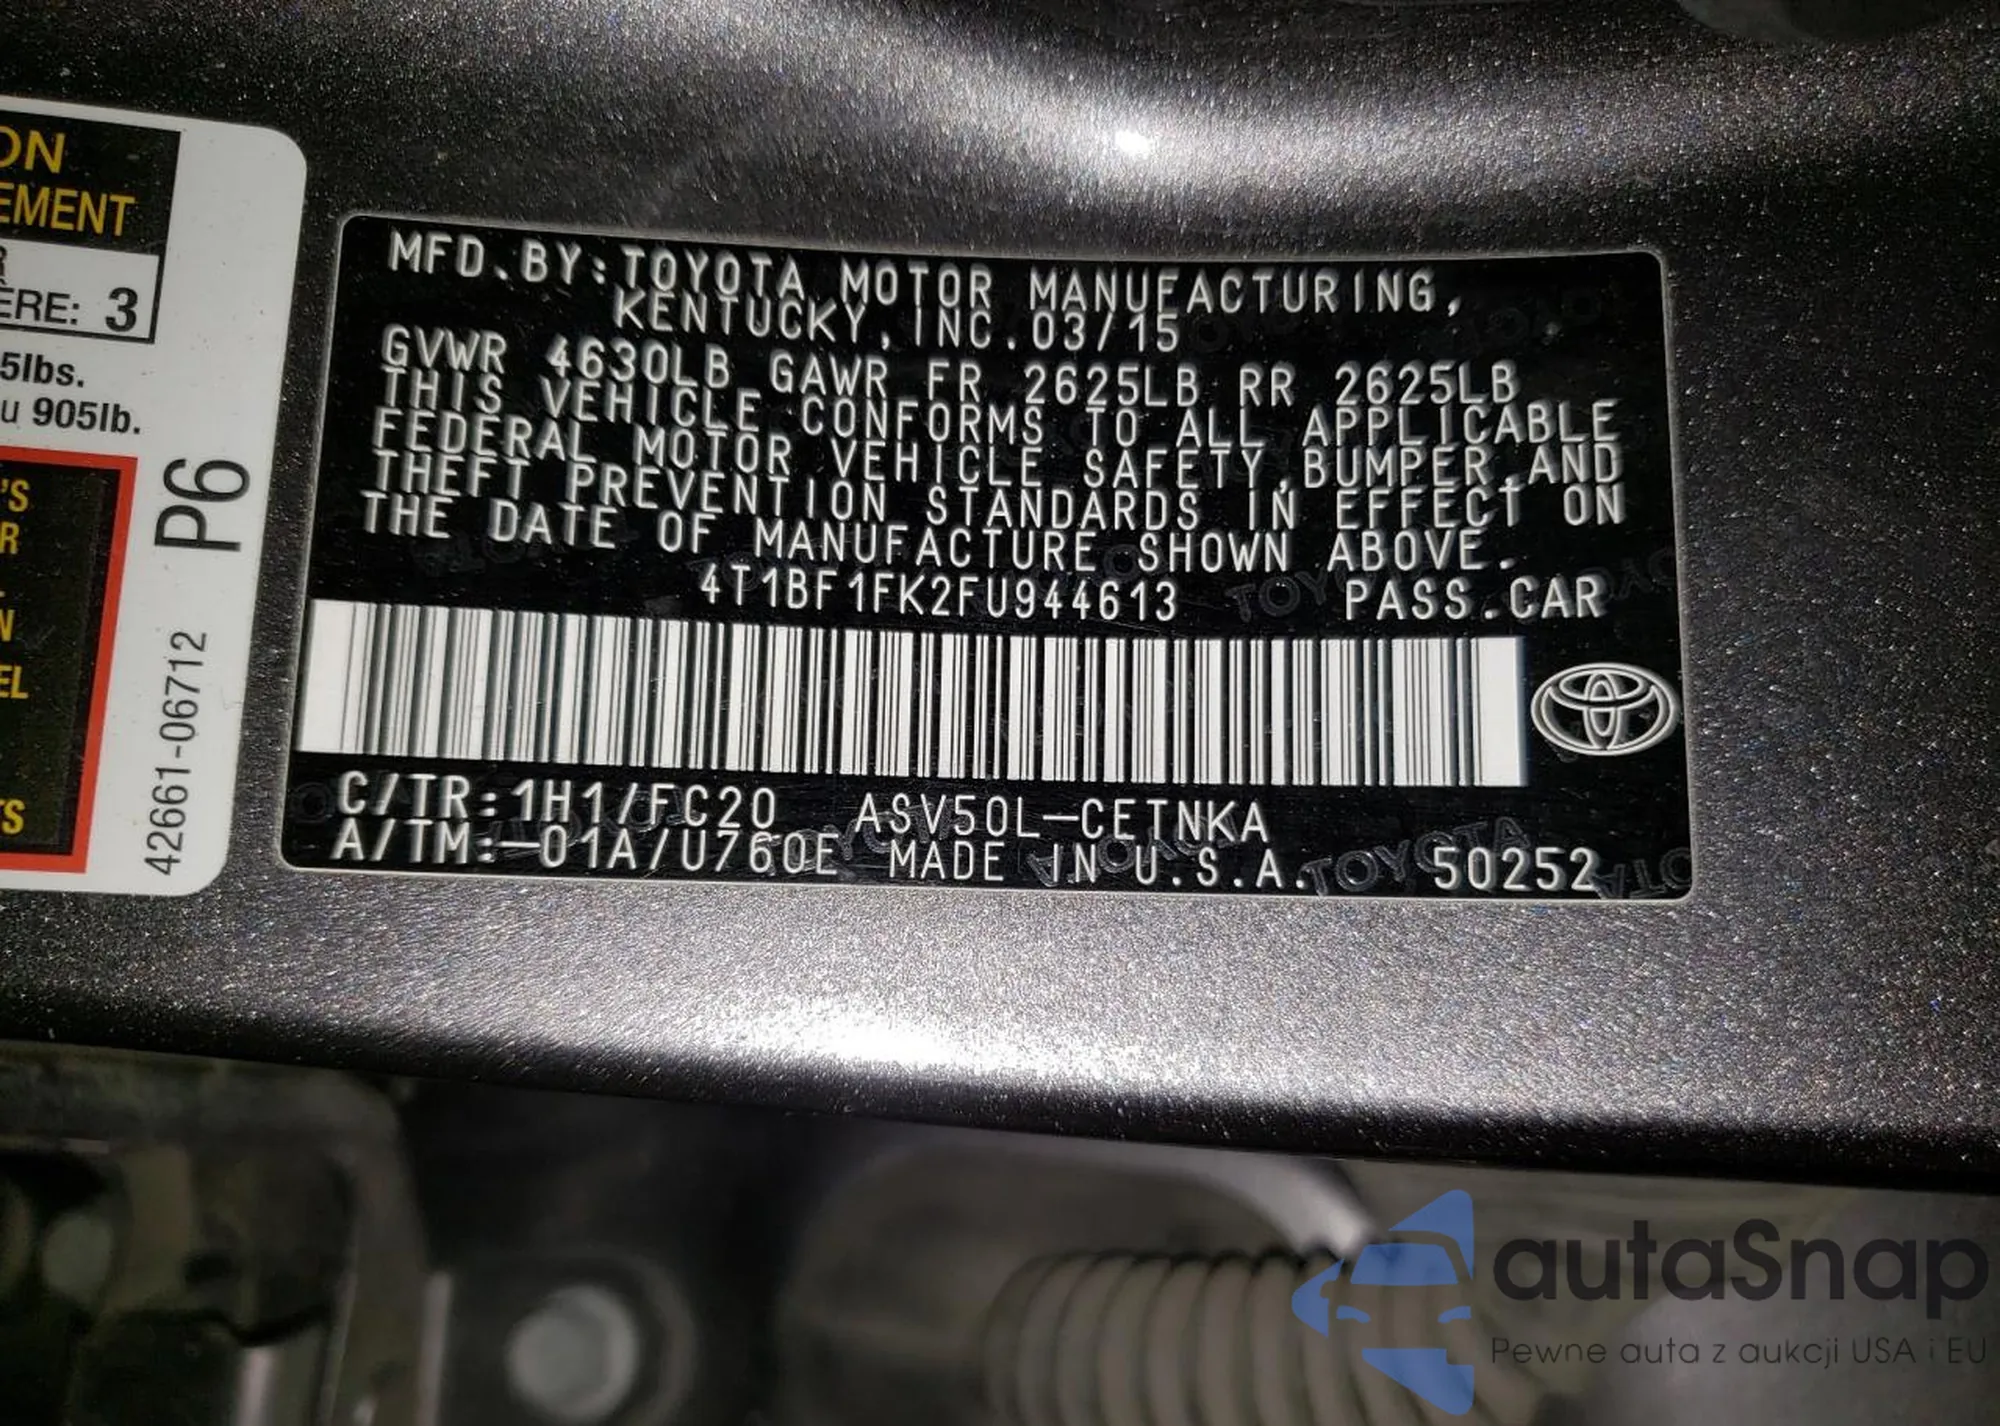 ON
EMENT
R
ÈRE: 3
5lbs.
u 905lb.
'S
R
N
EL
TS
P6
42661-06712
MFD.BY:TOYOTA MOTOR MANUFACTURING,
KENTUCKY,INC.03/15
GVWR 4630LB GAWR FR 2625LB RR 2625LB
THIS VEHICLE CONFORMS TO ALL APPLICABLE
FEDERAL MOTOR VEHICLE SAFETY,BUMPER,AND
THEFT PREVENTION STANDARDS IN EFFECT ON
THE DATE OF MANUFACTURE SHOWN ABOVE.
4T1BF1FK2FU944613 PASS.CAR
C/TR:1H1/FC20 ASV50L-CETNKA
A/TM:-01A/U760E MADE IN U.S.A. 50252
autaSnap
Pewne auta z aukcji USA i EU